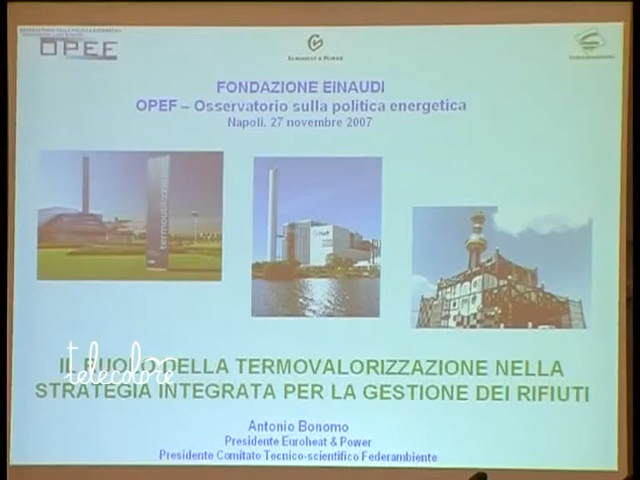 OPEF
FONDAZIONE EINAUDI
OPEF – Osservatorio sulla politica energetica
Napoli, 27 novembre 2007
termoutilizzatore
IL RUOLO DELLA TERMOVALORIZZAZIONE NELLA
STRATEGIA INTEGRATA PER LA GESTIONE DEI RIFIUTI
telecolore
Antonio Bonomo
Presidente Euroheat & Power
Presidente Comitato Tecnico-scientifico Federambiente